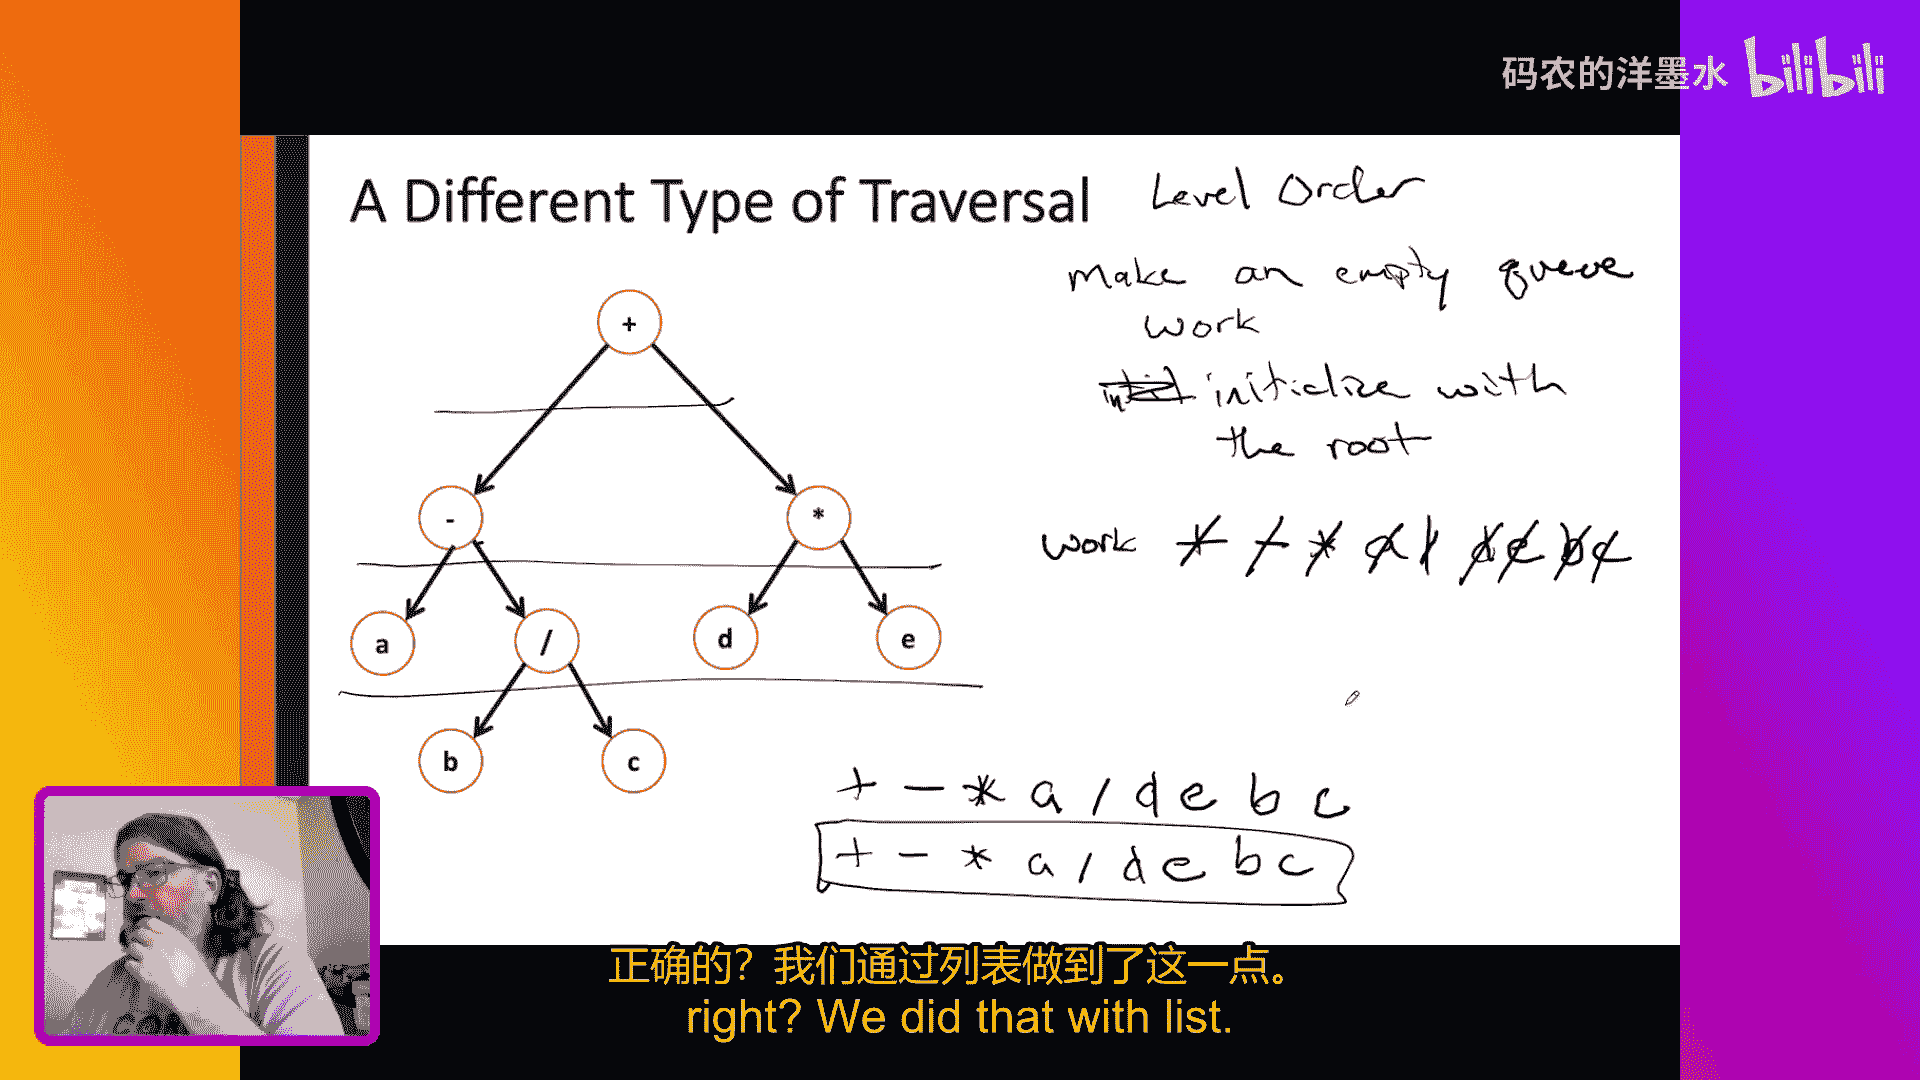 码农的洋墨水 bilibili
A Different Type of Traversal
Level Order
make an empty queue
work
initialize with
the root
+
- *
a / d e
b c
work + - * a / d e b c
+ - * a / d e b c
+ - * a / d e b c
正确的？我们通过列表做到了这一点。
right? We did that with list.